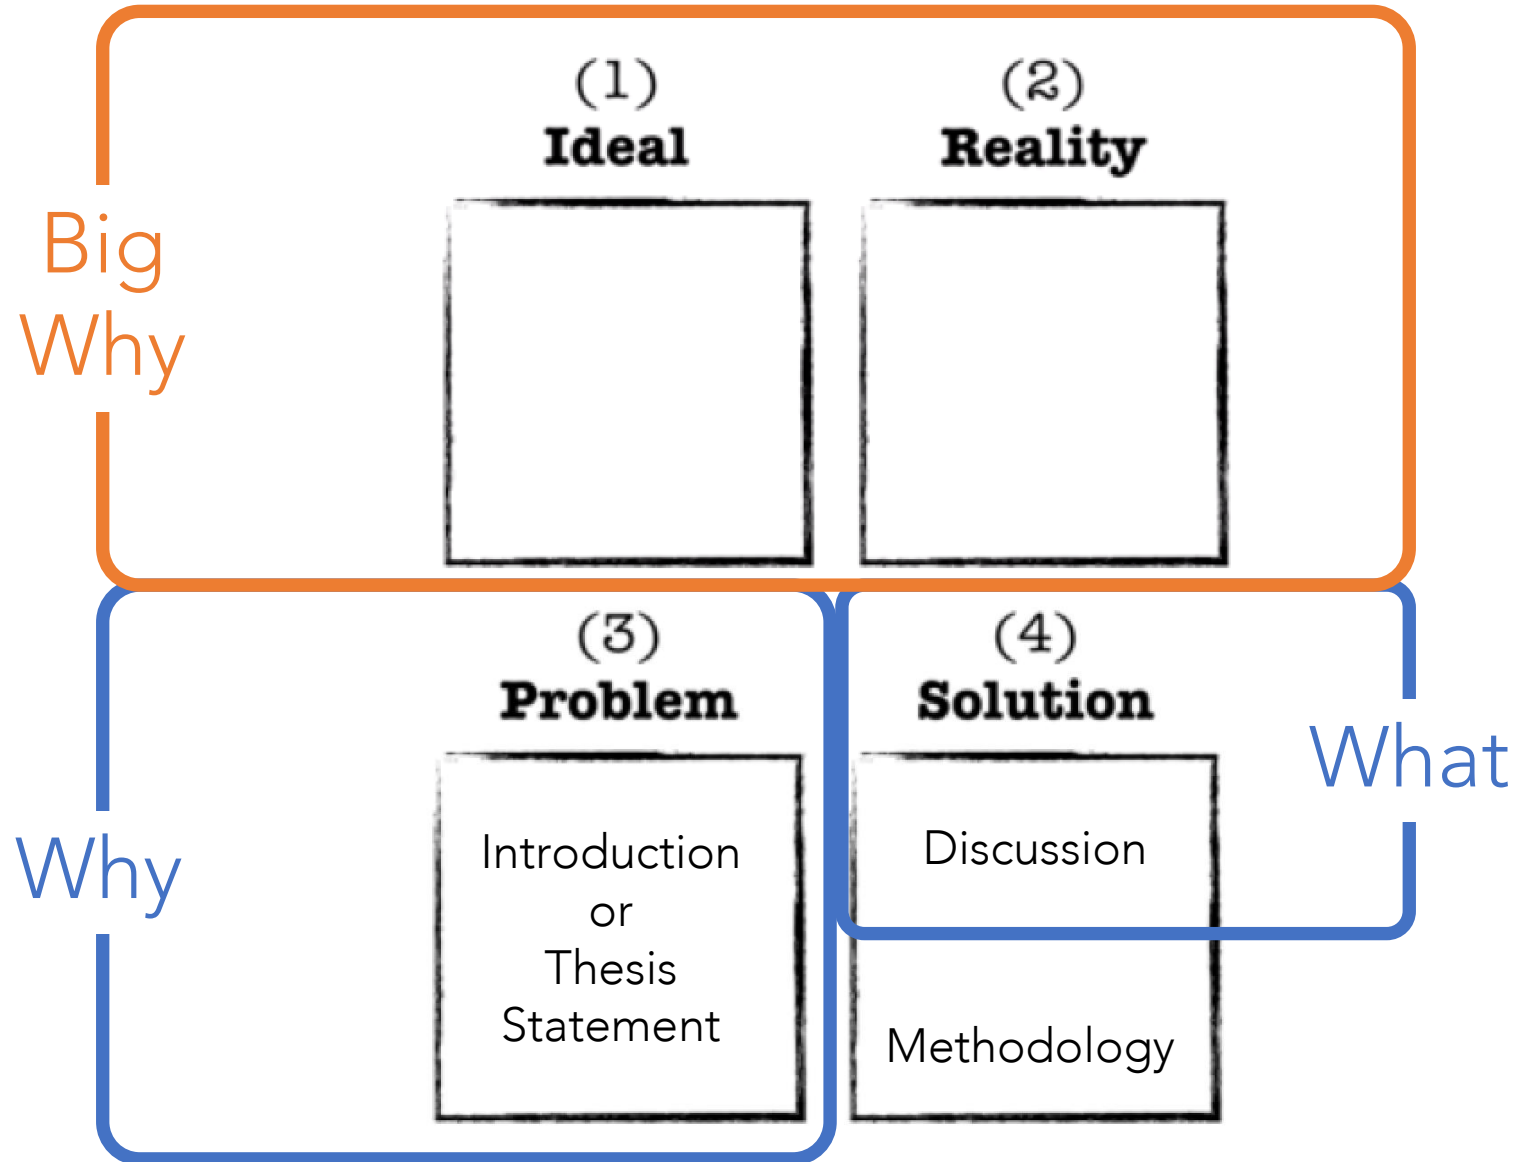 (1)
Ideal
(2)
Reality
Big
Why
(3)
Problem
(4)
Solution
What
Why
Introduction
or
Thesis
Statement
Discussion
Methodology